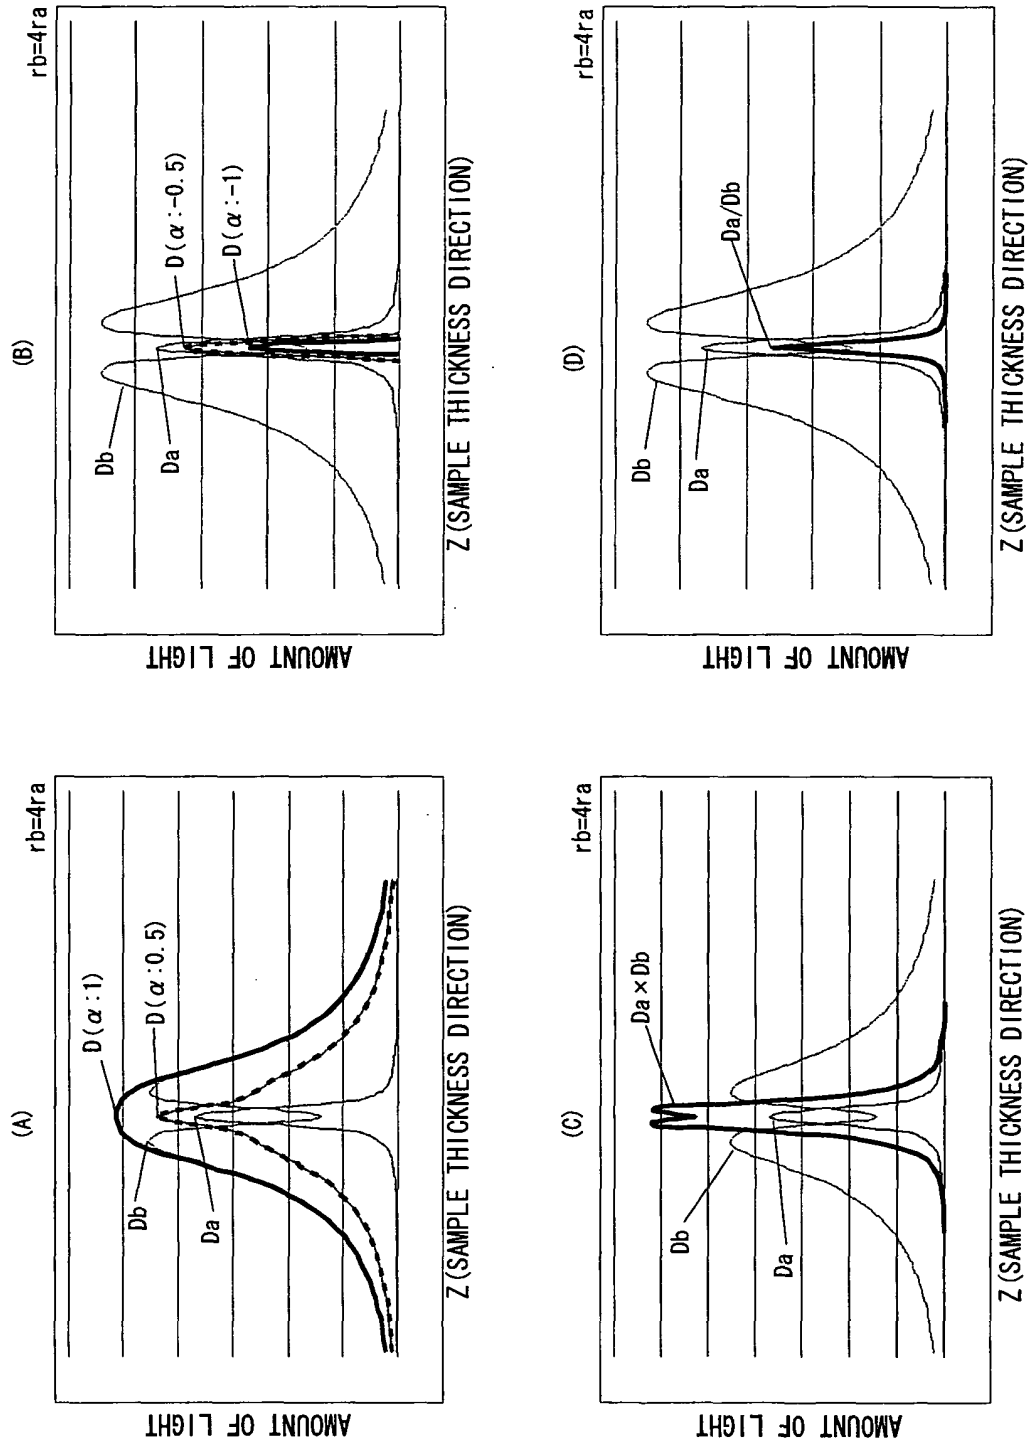 (A)
rb=4ra
D(α:1)
D(α:0.5)
Db
Da
AMOUNT OF LIGHT
Z(SAMPLE THICKNESS DIRECTION)
(B)
rb=4ra
D(α:-0.5)
D(α:-1)
Db
Da
AMOUNT OF LIGHT
Z(SAMPLE THICKNESS DIRECTION)
(C)
rb=4ra
Da×Db
Db
Da
AMOUNT OF LIGHT
Z(SAMPLE THICKNESS DIRECTION)
(D)
rb=4ra
Da/Db
Db
Da
AMOUNT OF LIGHT
Z(SAMPLE THICKNESS DIRECTION)